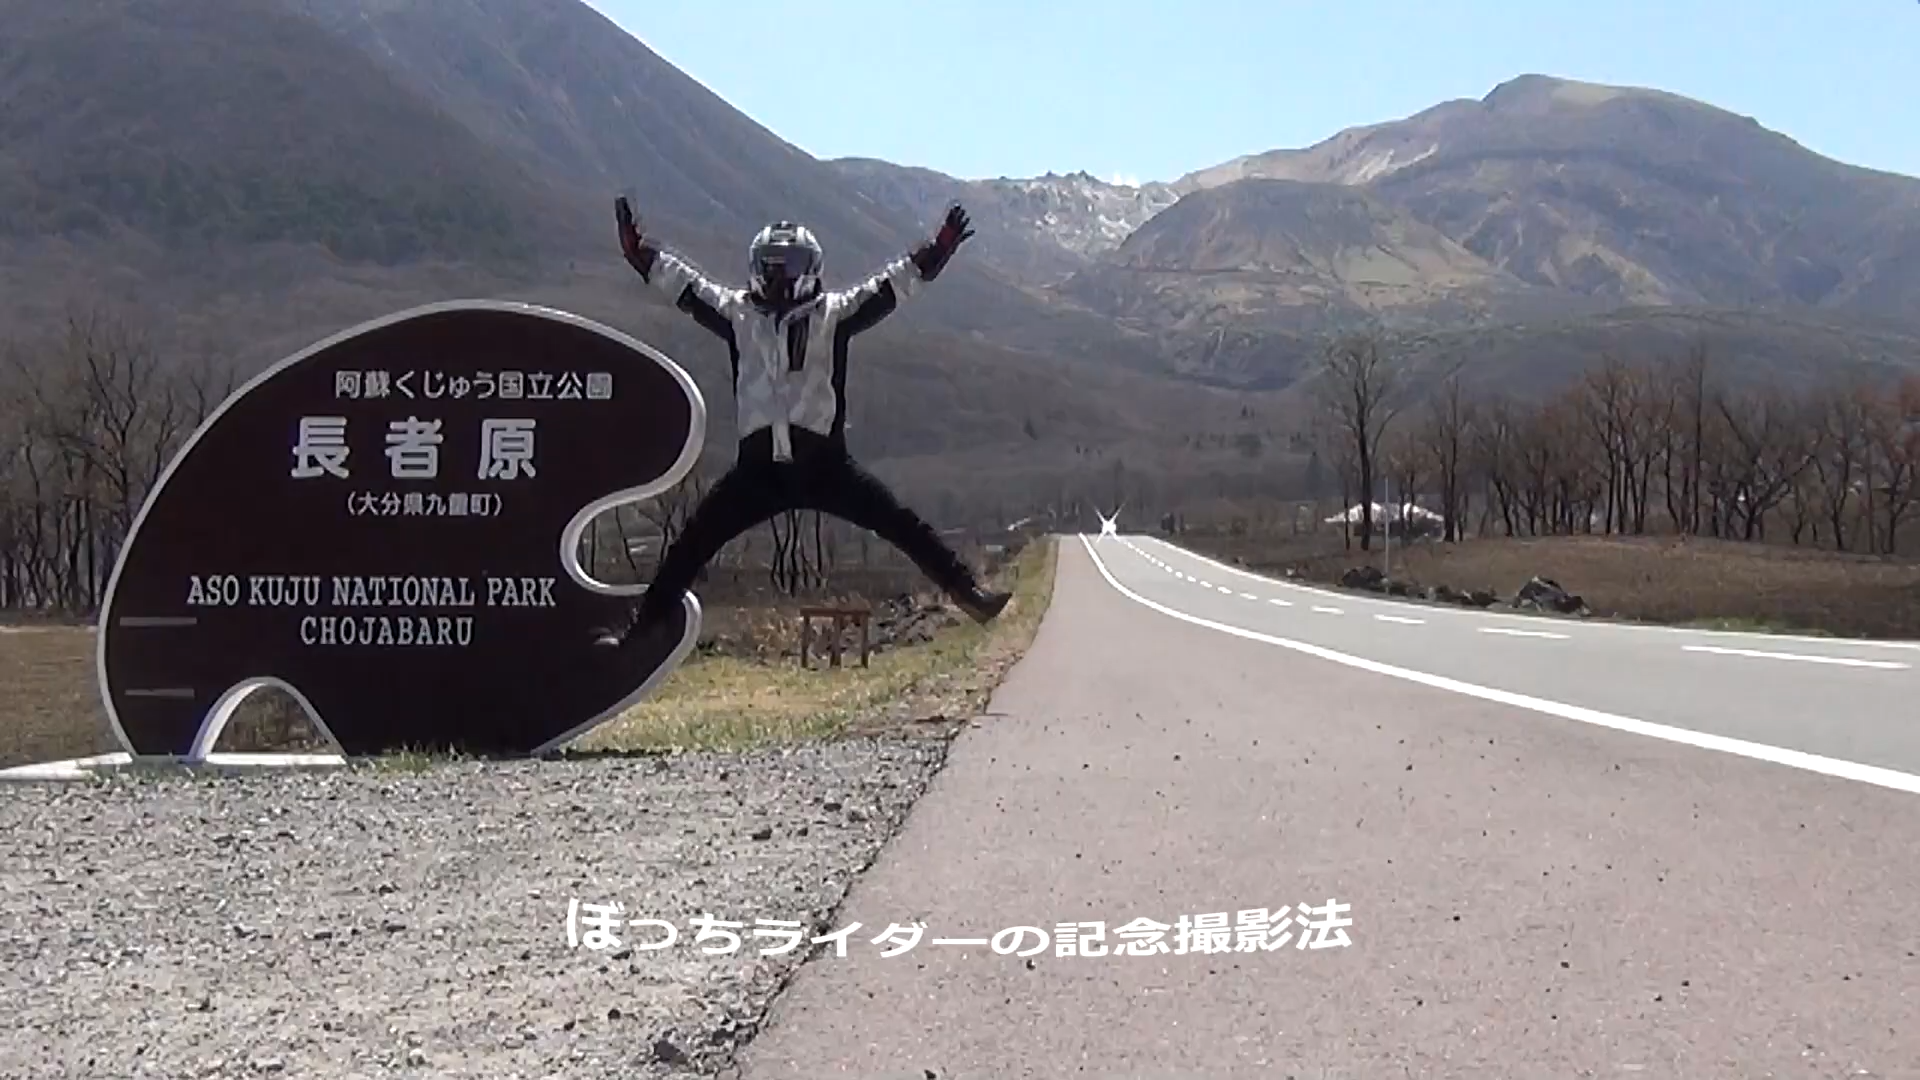 阿蘇くじゅう国立公園
長者原
(大分県九重町)
ASO KUJU NATIONAL PARK
CHOJABARU
ぼっちライダーの記念撮影法